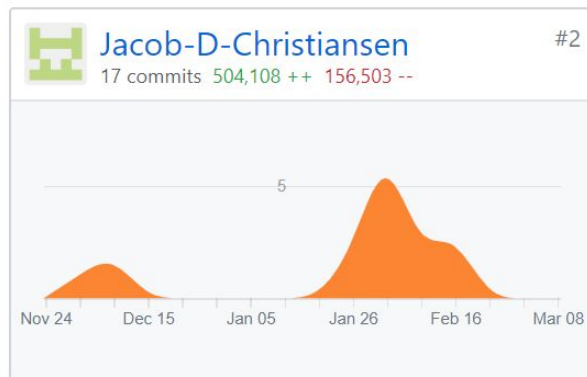 Jacob-D-Christiansen #2
17 commits 504,108 ++ 156,503 --
5
Nov 24 Dec 15 Jan 05 Jan 26 Feb 16 Mar 08